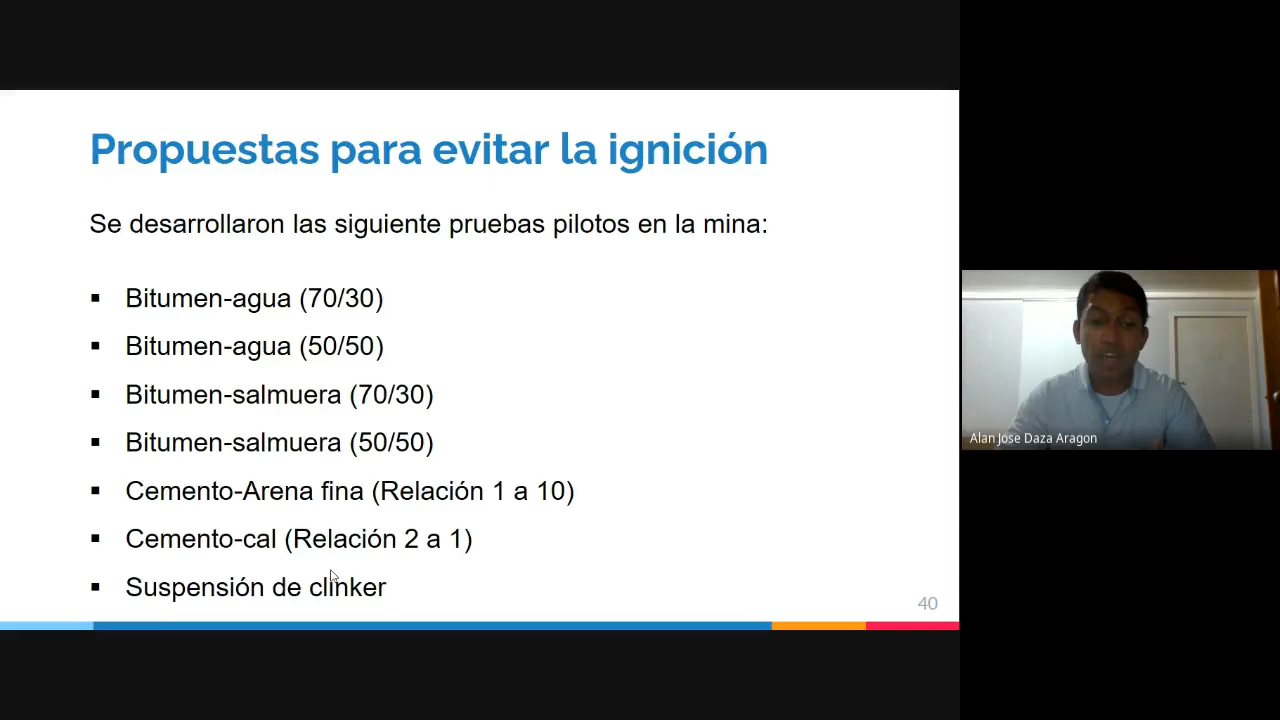 Propuestas para evitar la ignición
Se desarrollaron las siguiente pruebas pilotos en la mina:
▪ Bitumen-agua (70/30)
▪ Bitumen-agua (50/50)
▪ Bitumen-salmuera (70/30)
▪ Bitumen-salmuera (50/50)
▪ Cemento-Arena fina (Relación 1 a 10)
▪ Cemento-cal (Relación 2 a 1)
▪ Suspensión de clinker
40
Alan Jose Daza Aragon